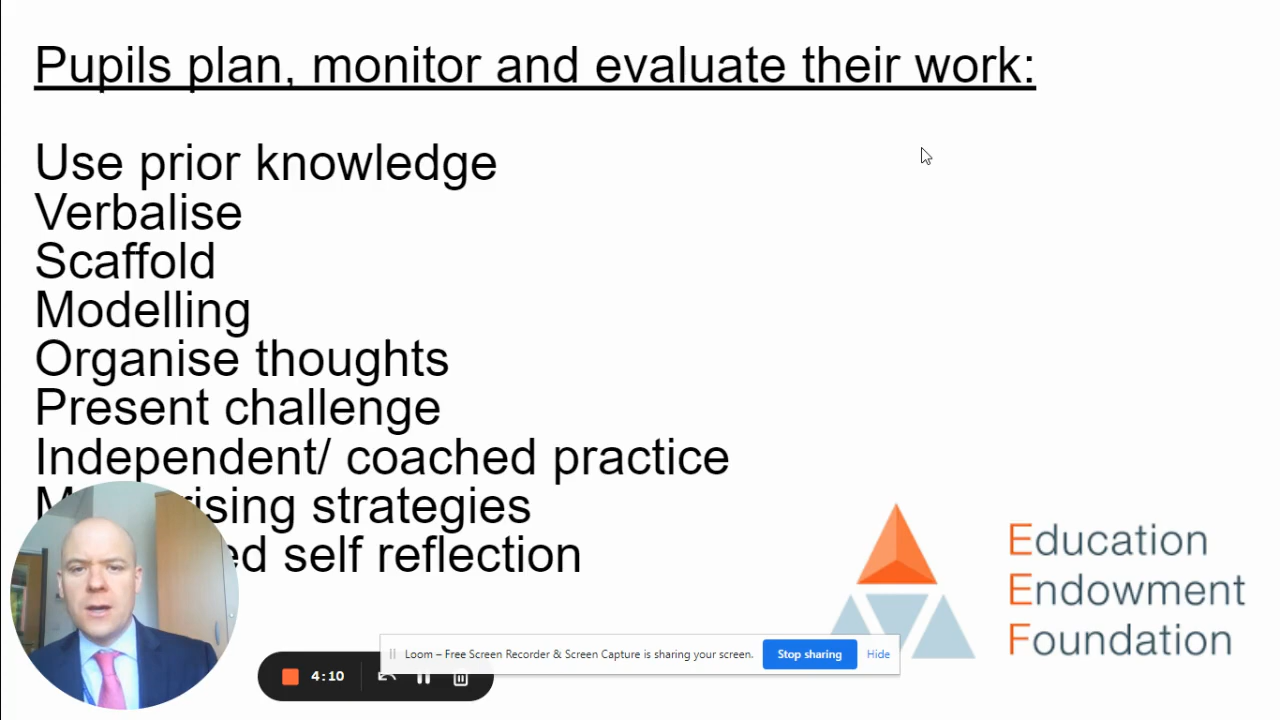 Pupils plan, monitor and evaluate their work:
Use prior knowledge
Verbalise
Scaffold
Modelling
Organise thoughts
Present challenge
Independent/ coached practice
strategies
self reflection
Education
Endowment
Foundation
Loom – Free Screen Recorder & Screen Capture is sharing your screen.
Stop sharing
Hide
4:10